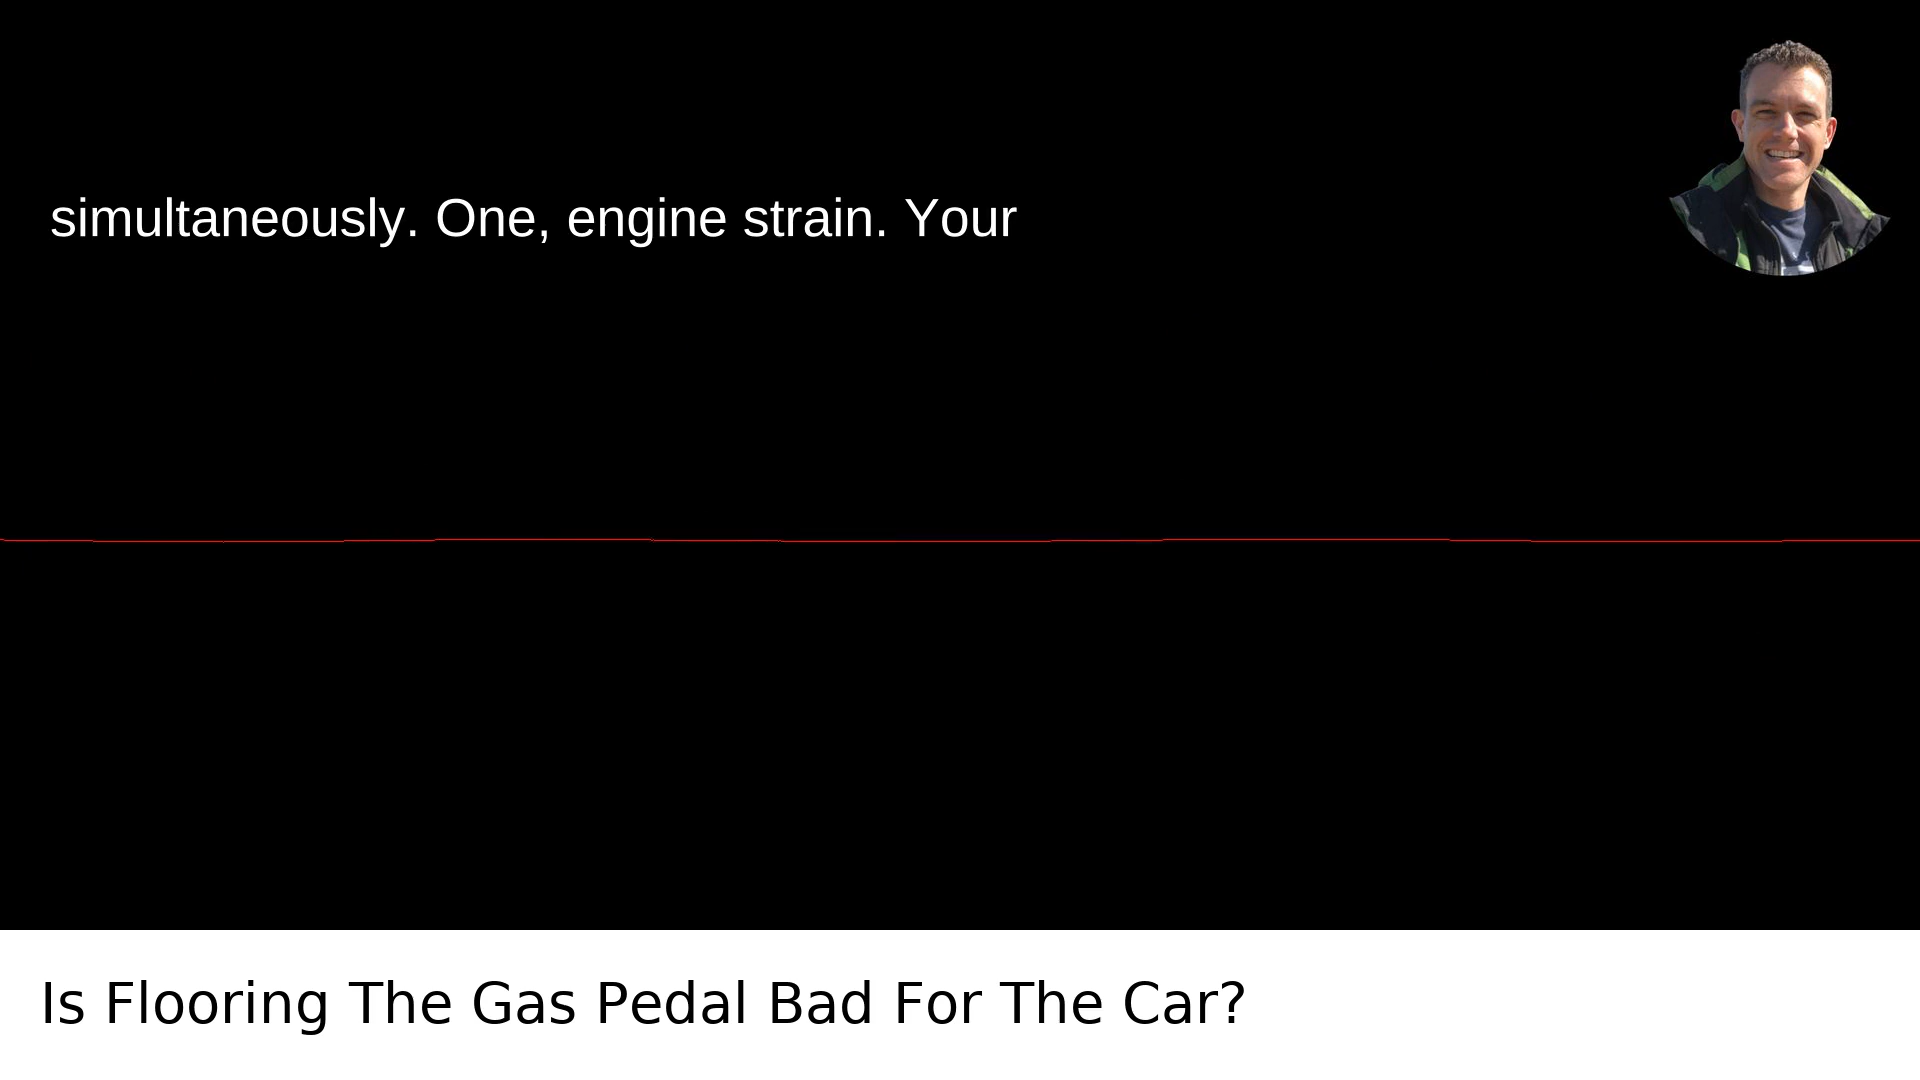 simultaneously. One, engine strain. Your
Is Flooring The Gas Pedal Bad For The Car?